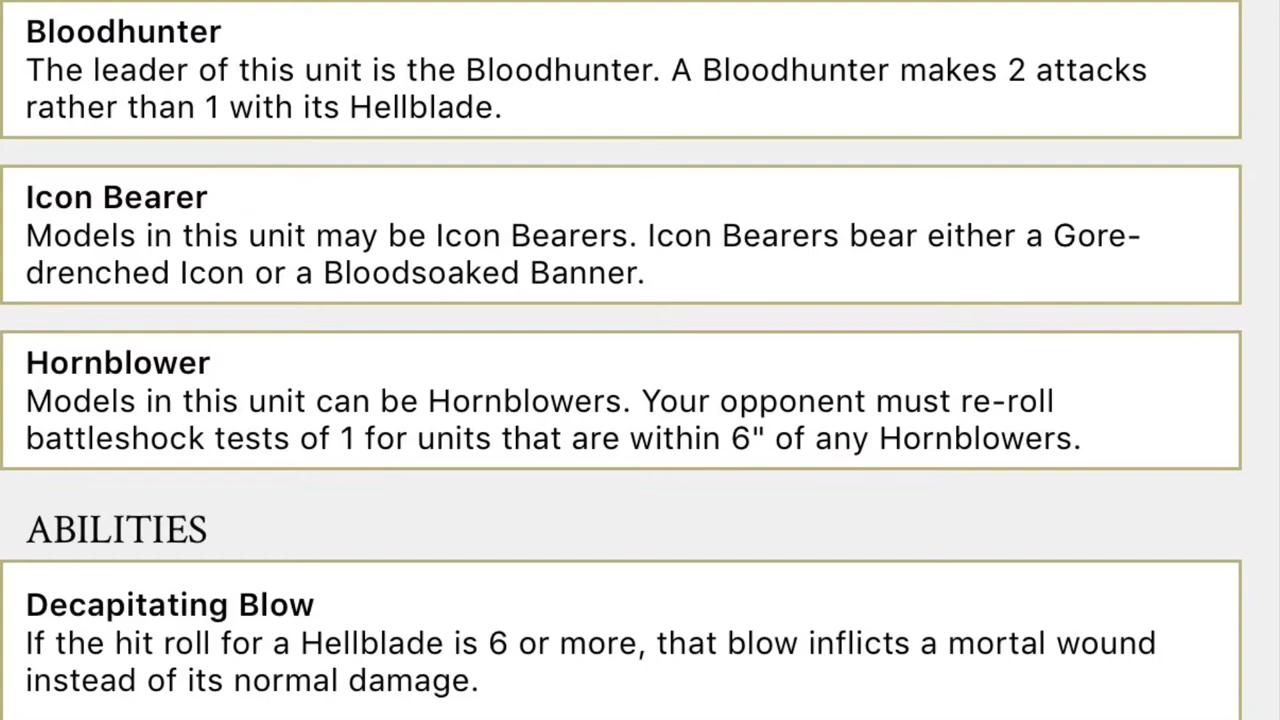 Bloodhunter
The leader of this unit is the Bloodhunter. A Bloodhunter makes 2 attacks
rather than 1 with its Hellblade.
Icon Bearer
Models in this unit may be Icon Bearers. Icon Bearers bear either a Gore-
drenched Icon or a Bloodsoaked Banner.
Hornblower
Models in this unit can be Hornblowers. Your opponent must re-roll
battleshock tests of 1 for units that are within 6" of any Hornblowers.
ABILITIES
Decapitating Blow
If the hit roll for a Hellblade is 6 or more, that blow inflicts a mortal wound
instead of its normal damage.